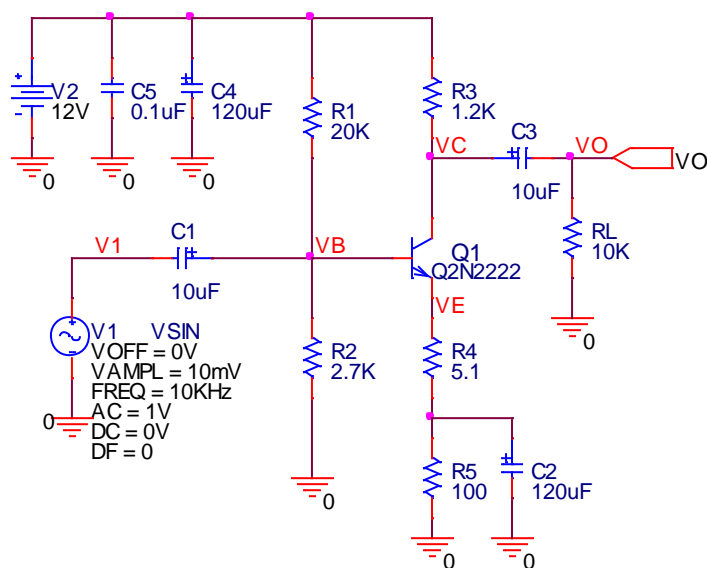 V2
12V
0
C5
0.1uF
0
C4
120uF
0
R1
20K
R3
1.2K
VC
C3
10uF
VO
VO
RL
10K
0
V1
C1
10uF
VB
Q1
Q2N2222
VE
V1 VSIN
VOFF = 0V
VAMPL = 10mV
FREQ = 10KHz
AC = 1V
DC = 0V
DF = 0
0
R2
2.7K
0
R4
5.1
R5
100
0
C2
120uF
0